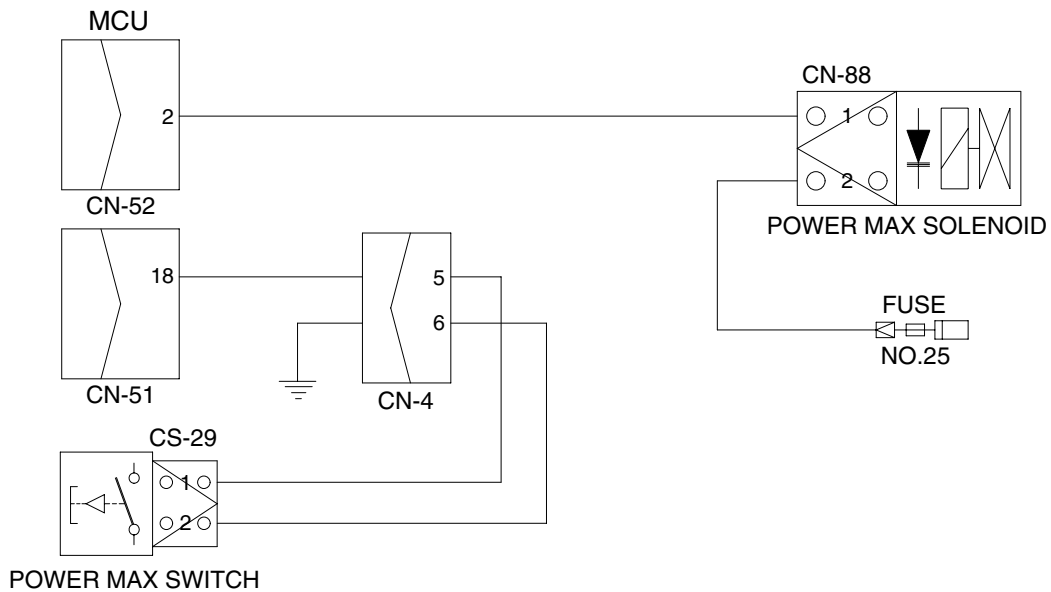 MCU
2
CN-52
CN-88
1
2
POWER MAX SOLENOID
18
CN-51
5
6
CN-4
FUSE
NO.25
CS-29
1
2
POWER MAX SWITCH